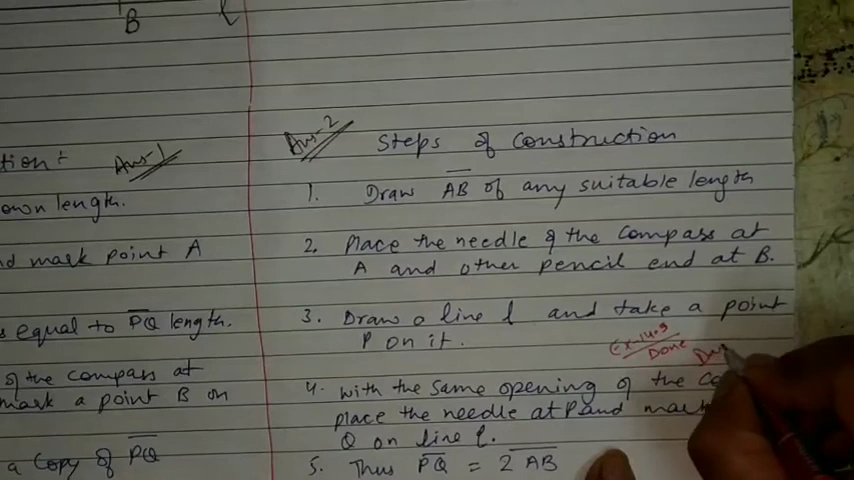 B
l
tion:
Ans-1
own length.
nd mark point A
s equal to PQ length.
of the compass at
mark a point B on
a copy of PQ
Ans-2
Steps of construction
1. Draw AB of any suitable length
2. Place the needle of the compass at
A and other pencil end at B.
3. Draw a line l and take a point
P on it.
Ex-14.3
Done
4. with the same opening of the co
place the needle at P and mark
Q on line l.
5. Thus PQ = 2 AB